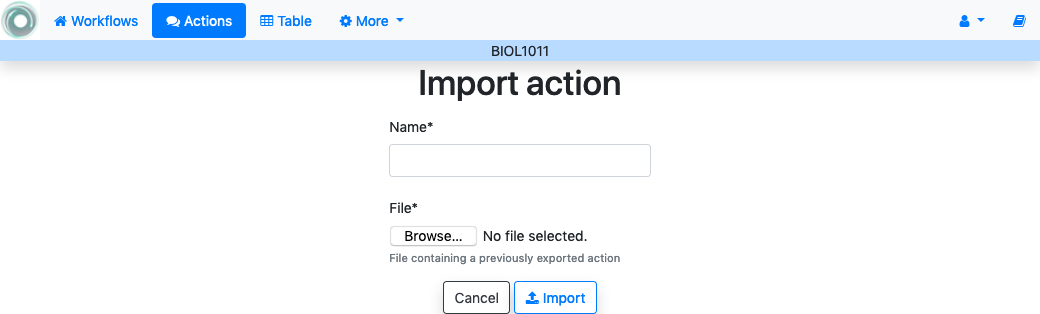 Workflows Actions Table More
BIOL1011
Import action
Name*
File*
Browse... No file selected.
File containing a previously exported action
Cancel Import